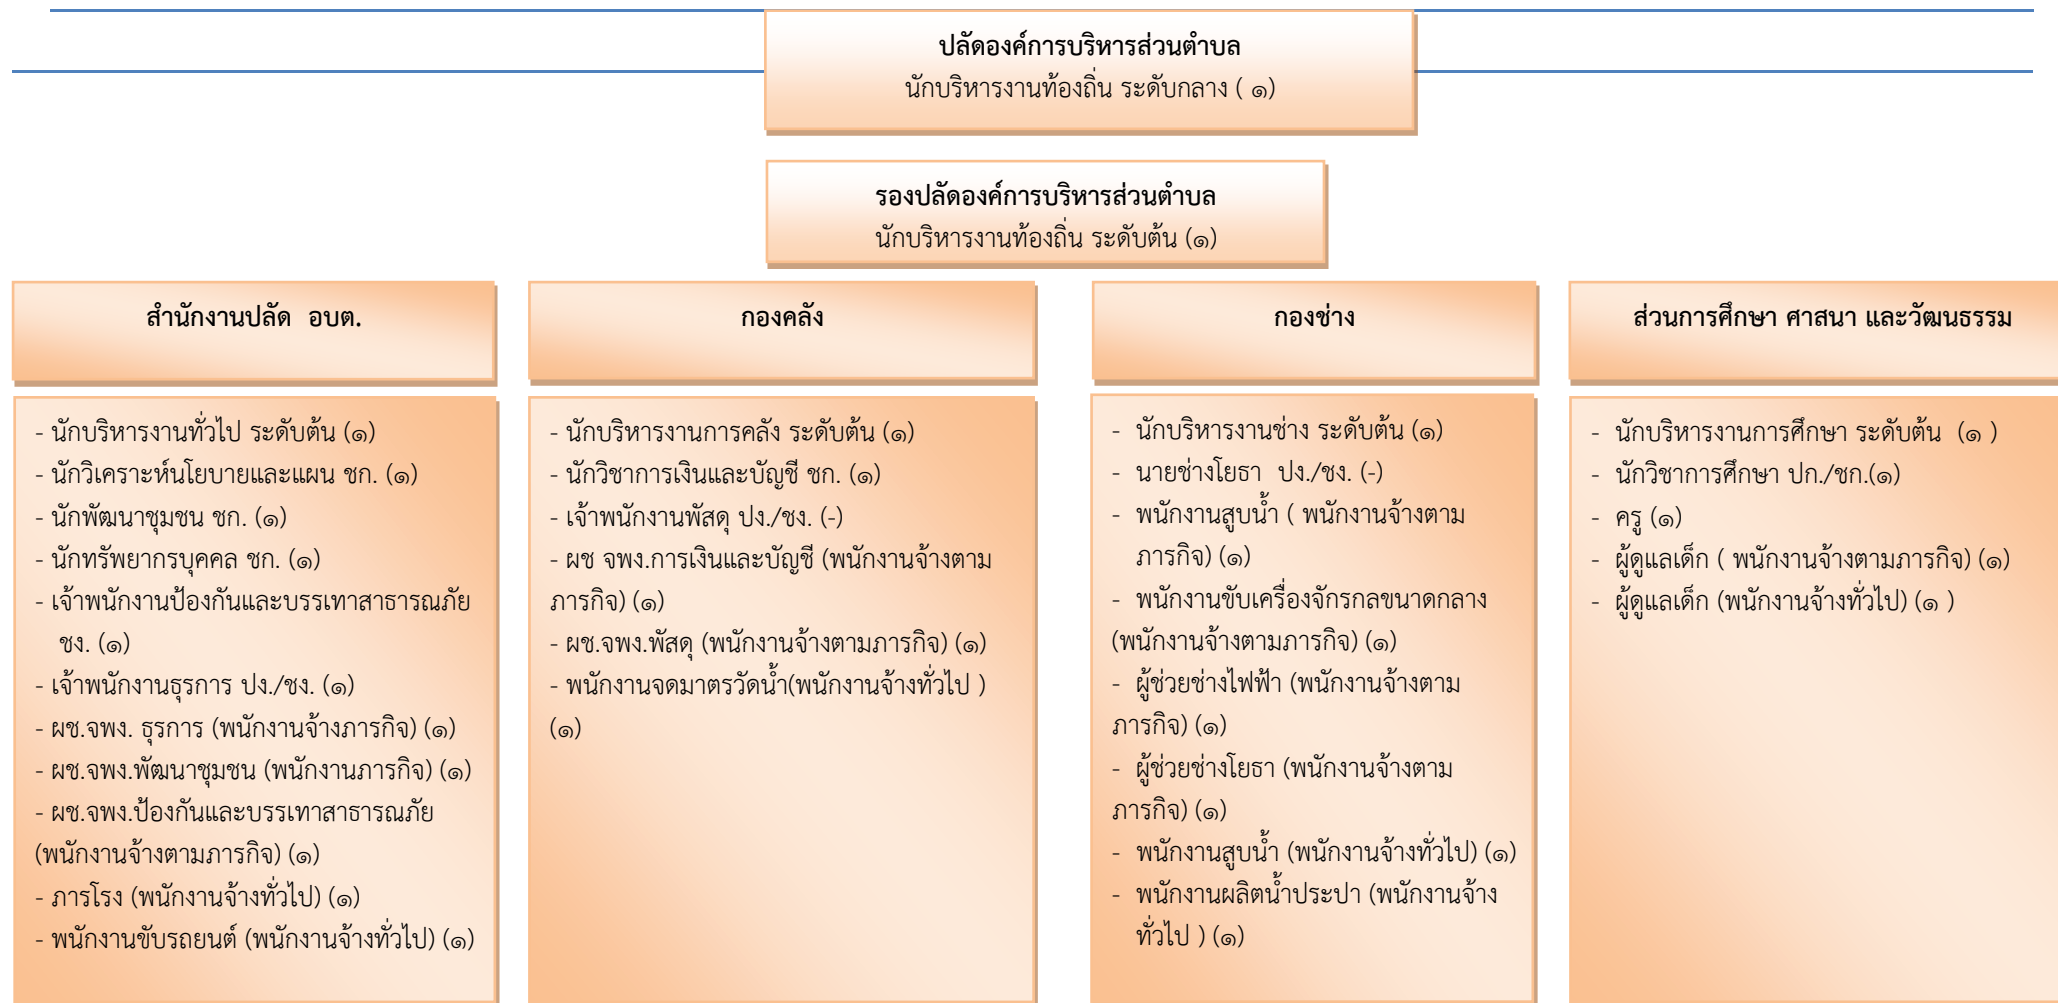 ปลัดองค์การบริหารส่วนตำบล
นักบริหารงานท้องถิ่น ระดับกลาง ( ๑)
รองปลัดองค์การบริหารส่วนตำบล
นักบริหารงานท้องถิ่น ระดับต้น (๑)
สำนักงานปลัด อบต.
- นักบริหารงานทั่วไป ระดับต้น (๑)
- นักวิเคราะห์นโยบายและแผน ชก. (๑)
- นักพัฒนาชุมชน ชก. (๑)
- นักทรัพยากรบุคคล ชก. (๑)
- เจ้าพนักงานป้องกันและบรรเทาสาธารณภัย
ชง. (๑)
- เจ้าพนักงานธุรการ ปง./ชง. (๑)
- ผช.จพง. ธุรการ (พนักงานจ้างภารกิจ) (๑)
- ผช.จพง.พัฒนาชุมชน (พนักงานภารกิจ) (๑)
- ผช.จพง.ป้องกันและบรรเทาสาธารณภัย
(พนักงานจ้างตามภารกิจ) (๑)
- ภารโรง (พนักงานจ้างทั่วไป) (๑)
- พนักงานขับรถยนต์ (พนักงานจ้างทั่วไป) (๑)
กองคลัง
- นักบริหารงานการคลัง ระดับต้น (๑)
- นักวิชาการเงินและบัญชี ชก. (๑)
- เจ้าพนักงานพัสดุ ปง./ชง. (-)
- ผช จพง.การเงินและบัญชี (พนักงานจ้างตาม
ภารกิจ) (๑)
- ผช.จพง.พัสดุ (พนักงานจ้างตามภารกิจ) (๑)
- พนักงานจดมาตรวัดน้ำ(พนักงานจ้างทั่วไป )
(๑)
กองช่าง
- นักบริหารงานช่าง ระดับต้น (๑)
- นายช่างโยธา ปง./ชง. (-)
- พนักงานสูบน้ำ ( พนักงานจ้างตาม
ภารกิจ) (๑)
- พนักงานขับเครื่องจักรกลขนาดกลาง
(พนักงานจ้างตามภารกิจ) (๑)
- ผู้ช่วยช่างไฟฟ้า (พนักงานจ้างตาม
ภารกิจ) (๑)
- ผู้ช่วยช่างโยธา (พนักงานจ้างตาม
ภารกิจ) (๑)
- พนักงานสูบน้ำ (พนักงานจ้างทั่วไป) (๑)
- พนักงานผลิตน้ำประปา (พนักงานจ้าง
ทั่วไป ) (๑)
ส่วนการศึกษา ศาสนา และวัฒนธรรม
- นักบริหารงานการศึกษา ระดับต้น (๑ )
- นักวิชาการศึกษา ปก./ชก.(๑)
- ครู (๑)
- ผู้ดูแลเด็ก ( พนักงานจ้างตามภารกิจ) (๑)
- ผู้ดูแลเด็ก (พนักงานจ้างทั่วไป) (๑ )